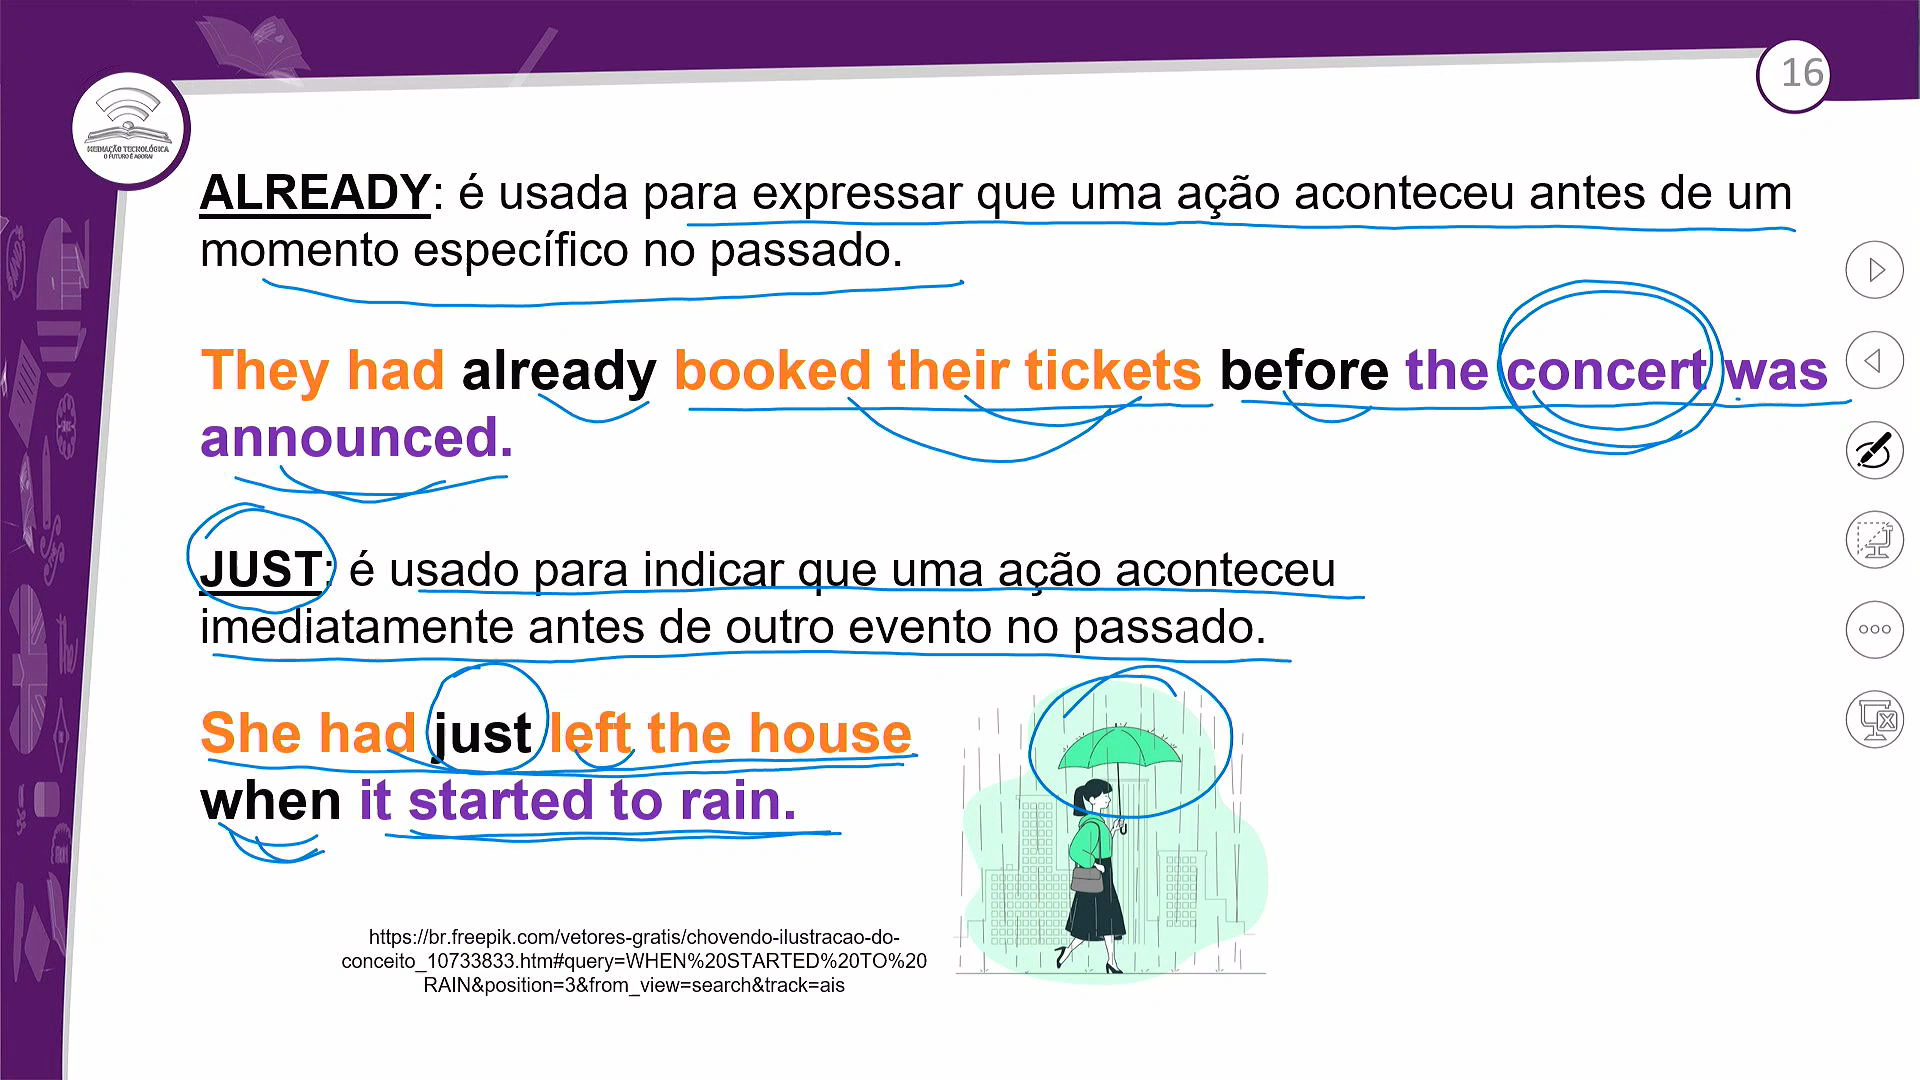 16
MEDIAÇÃO TECNOLÓGICA
O FUTURO É AGORA!
ALREADY: é usada para expressar que uma ação aconteceu antes de um
momento específico no passado.
They had already booked their tickets before the concert was
announced.
JUST: é usado para indicar que uma ação aconteceu
imediatamente antes de outro evento no passado.
She had just left the house
when it started to rain.
https://br.freepik.com/vetores-gratis/chovendo-ilustracao-do-
conceito_10733833.htm#query=WHEN%20STARTED%20TO%20
RAIN&position=3&from_view=search&track=ais